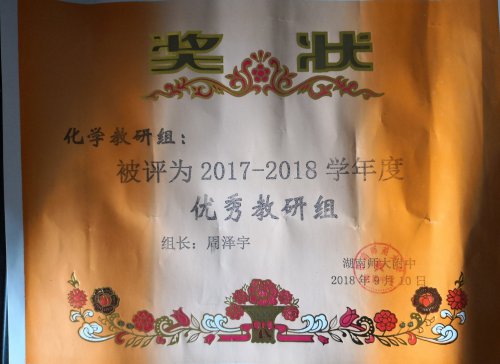 奖状
化学教研组：
被评为2017-2018学年度
优秀教研组
组长：周泽宇
湖南师大附中
2018年9月10日